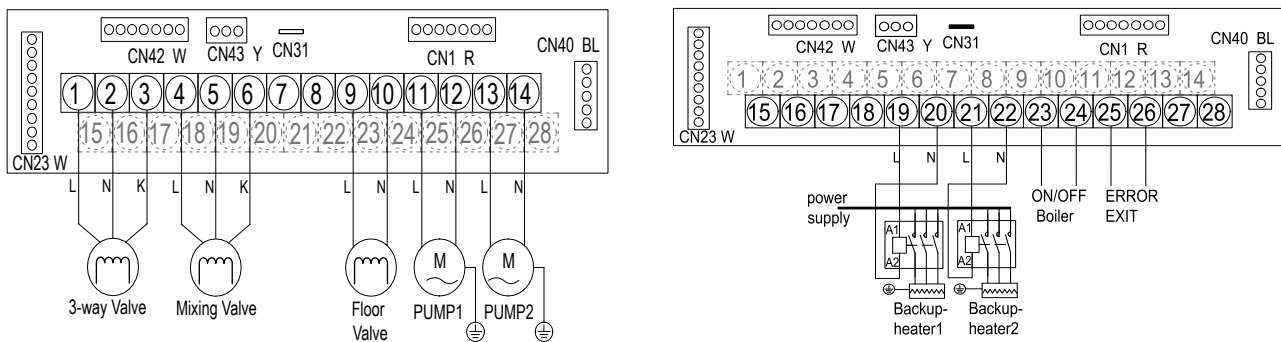 CN42 W CN43 Y CN31 CN1 R CN40 BL
1 2 3 4 5 6 7 8 9 10 11 12 13 14
15 16 17 18 19 20 21 22 23 24 25 26 27 28
CN23 W
L N K L N K L N L N L N
M M
3-way Valve Mixing Valve Floor Valve PUMP1 PUMP2
CN42 W CN43 Y CN31 CN1 R CN40 BL
1 2 3 4 5 6 7 8 9 10 11 12 13 14
15 16 17 18 19 20 21 22 23 24 25 26 27 28
CN23 W
L N L N
power supply
ON/OFF Boiler
ERROR EXIT
A1 A1
A2 A2
Backup-heater1
Backup-heater2